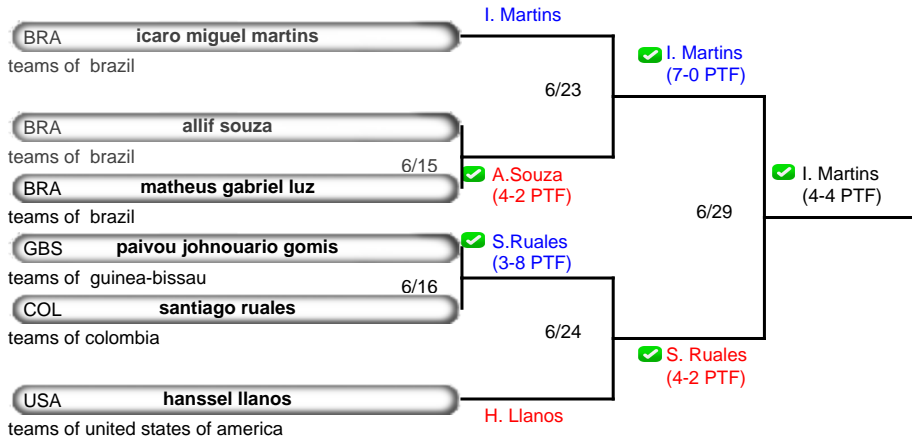 I. Martins
BRA icaro miguel martins
teams of brazil
6/23
I. Martins
(7-0 PTF)
BRA allif souza
teams of brazil
6/15
BRA matheus gabriel luz
teams of brazil
A.Souza
(4-2 PTF)
I. Martins
(4-4 PTF)
6/29
GBS paivou johnouario gomis
teams of guinea-bissau
S.Ruales
(3-8 PTF)
6/16
COL santiago ruales
teams of colombia
6/24
S. Ruales
(4-2 PTF)
USA hanssel llanos
teams of united states of america
H. Llanos